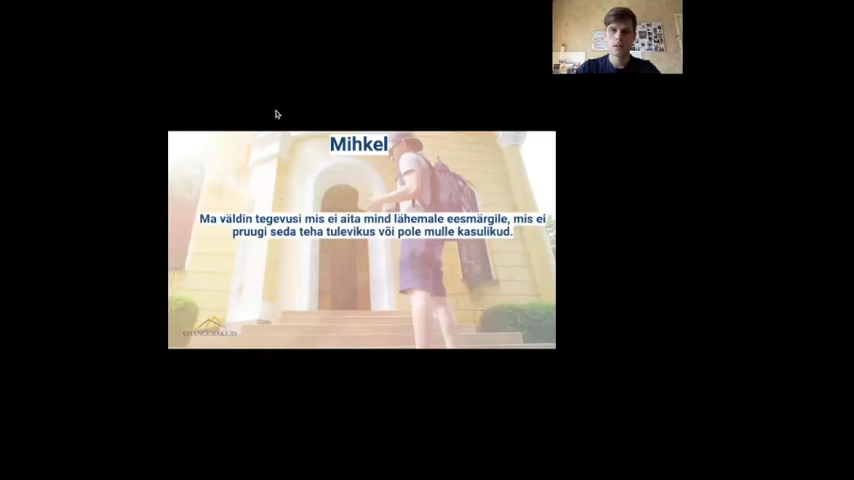 Mihkel
Ma väldin tegevusi mis ei aita mind lähemale eesmärgile, mis ei
pruugi seda teha tulevikus või pole mulle kasulikud.